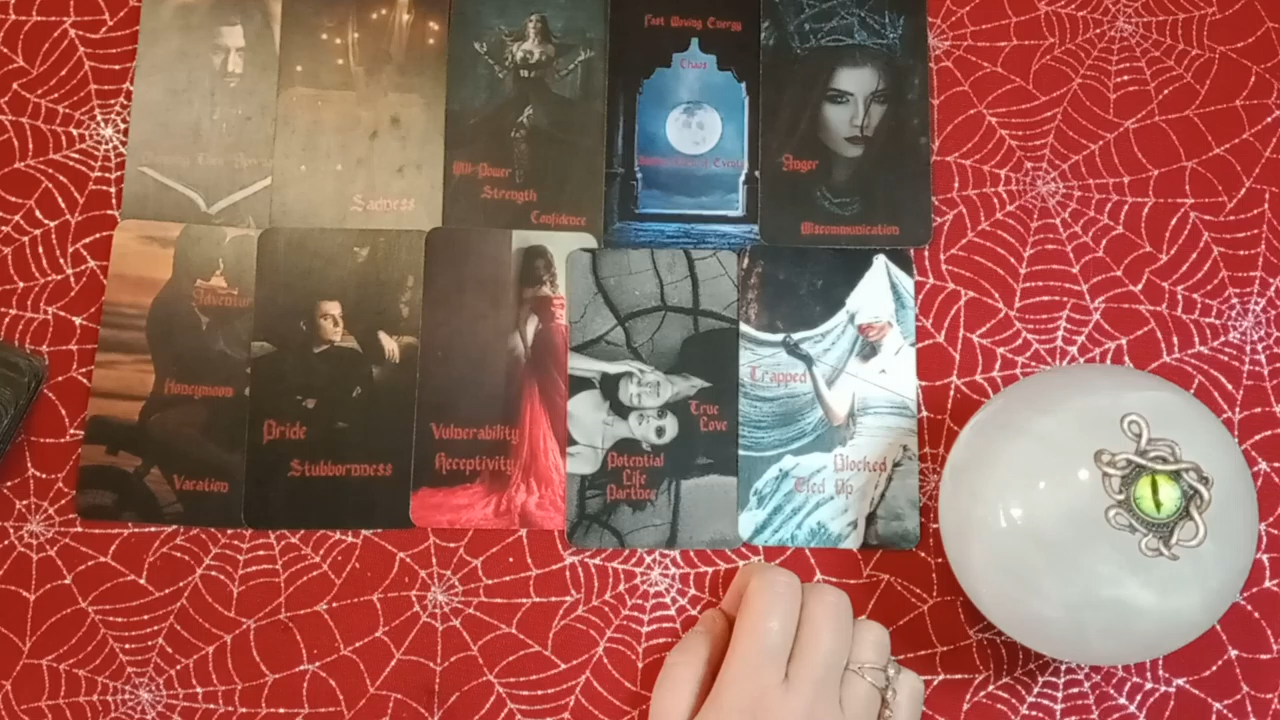 Sadness
Will-Power
Strength
Confidence
Fast Moving Energy
Chaos
Anger
Miscommunication
Adventur
Honeymoon
Vacation
Pride
Stubbornness
Vulnerability
Receptivity
True
Love
Potential
Life
Partner
Trapped
Blocked
Tied Up